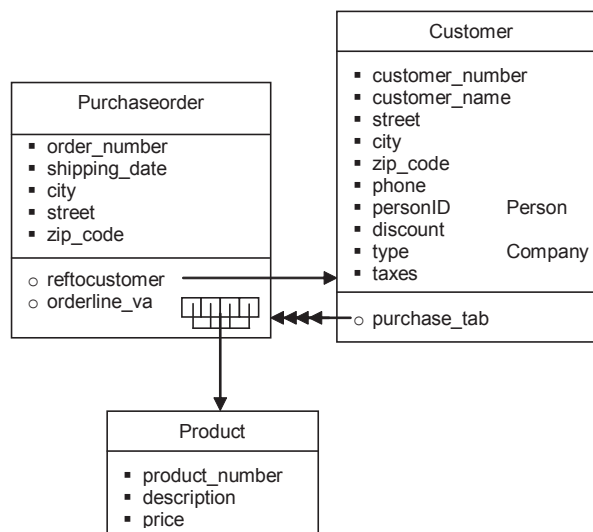 Customer
customer_number
customer_name
street
city
zip_code
phone
personID Person
discount
type Company
taxes
purchase_tab
Purchaseorder
order_number
shipping_date
city
street
zip_code
reftocustomer
orderline_va
Product
product_number
description
price